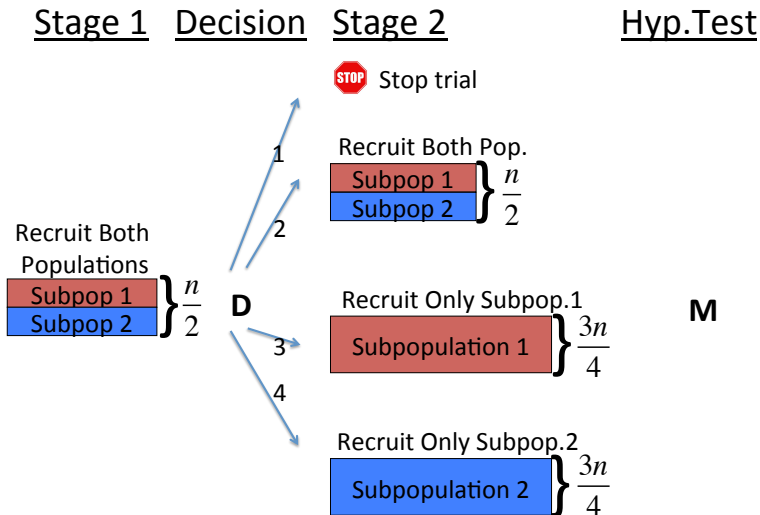 Stage 1 Decision Stage 2 Hyp.Test
STOP Stop trial
1
Recruit Both Pop.
Subpop 1
Subpop 2
} n/2
2
Recruit Both
Populations
Subpop 1
Subpop 2
} n/2
D
3
4
Recruit Only Subpop.1
Subpopulation 1 } 3n/4
M
Recruit Only Subpop.2
Subpopulation 2 } 3n/4